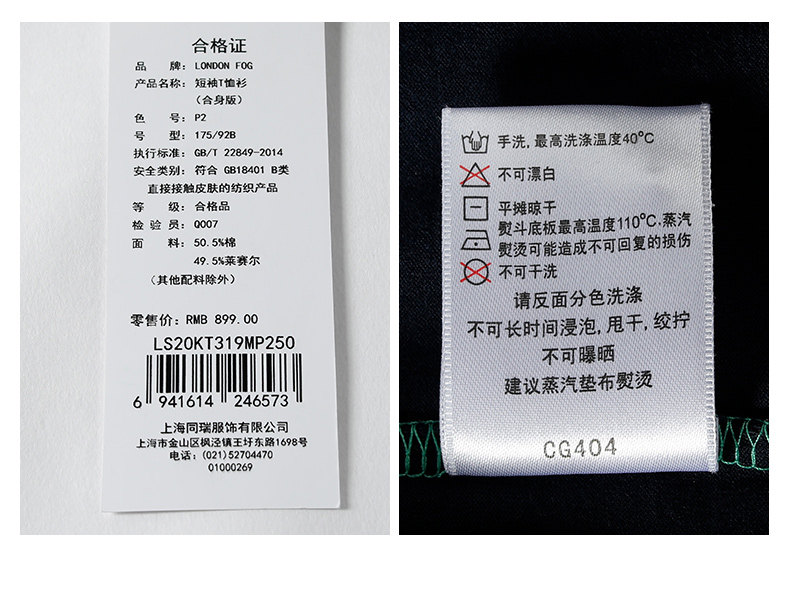 合格证
品 牌: LONDON FOG
产品名称: 短袖T恤衫
(合身版)
色 号: P2
号 型: 175/92B
执行标准: GB/T 22849-2014
安全类别: 符合 GB18401 B类
直接接触皮肤的纺织产品
等 级: 合格品
检 验 员: Q007
面 料: 50.5%棉
49.5%莱赛尔
(其他配料除外)
零售价: RMB 899.00
LS20KT319MP250
6 941614 246573
上海同瑞服饰有限公司
上海市金山区枫泾镇王圩东路1698号
电话: (021)52704470
01000269
手洗, 最高洗涤温度40°C
不可漂白
平摊晾干
熨斗底板最高温度110°C, 蒸汽
熨烫可能造成不可回复的损伤
不可干洗
请反面分色洗涤
不可长时间浸泡, 甩干, 绞拧
不可曝晒
建议蒸汽垫布熨烫
CG404